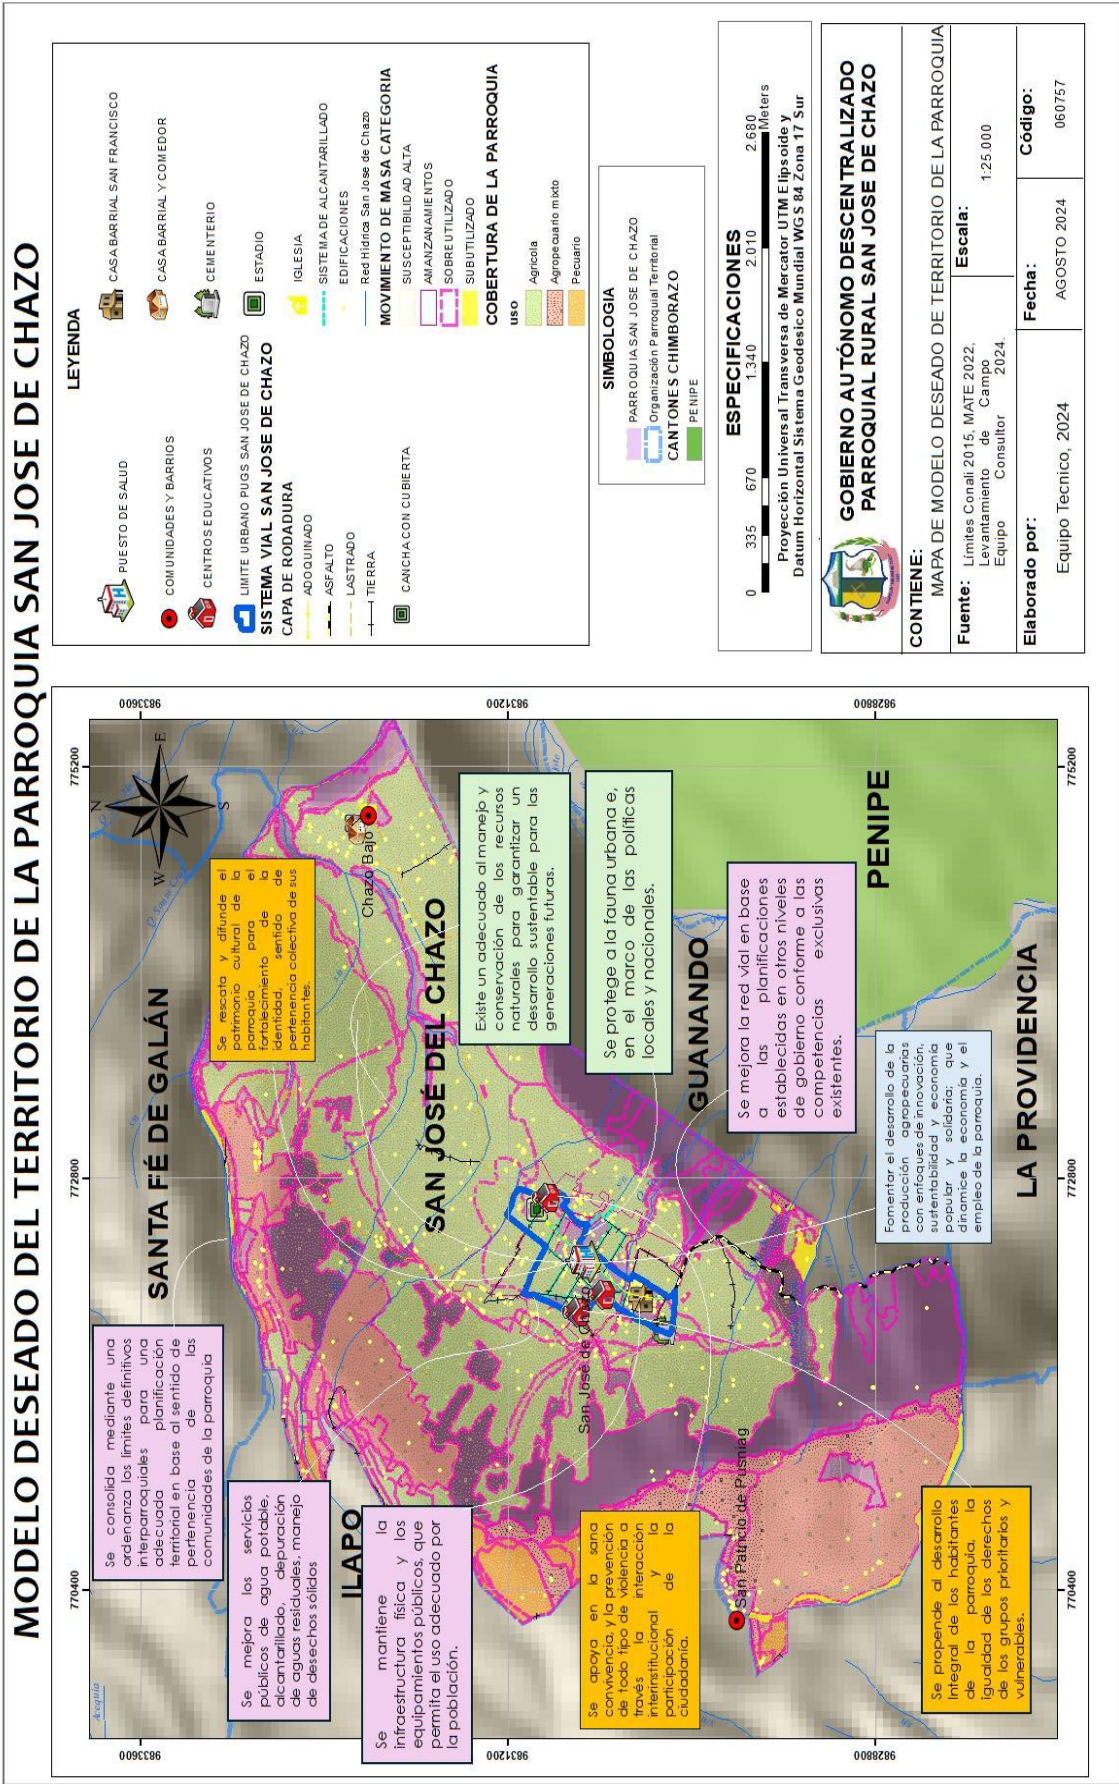 MODELO DESEADO DEL TERRITORIO DE LA PARROQUIA SAN JOSE DE CHAZO
770400
772800
775200
9833600
9831200
9828800
9833600
9831200
9828800
770400
772800
775200
N
E
S
W
Acequia
SANTA FÉ DE GALÁN
ILAPO
SAN JOSÉ DEL CHAZO
GUANANDO
LA PROVIDENCIA
PENIPE
Chazo Bajo
San Jose de Chazo
San Patricio de Pusniag
Se consolida mediante una
ordenanza los limites definitivos
interparroquiales para una
adecuada planificación
territorial en base al sentido de
pertenencia de las
comunidades de la parroquia
Se mejora los servicios
públicos de agua potable,
alcantarillado, depuración
de aguas residuales, manejo
de desechos sólidos
Se mantiene la
infraestructura física y los
equipamientos públicos, que
permita el uso adecuado por
la población.
Se apoya en la sana
convivencia, y la prevención
de todo tipo de violencia a
través la interacción
interinstitucional y la
participación de la
ciudadanía.
Se propende al desarrollo
Integral de los habitantes
de la parroquia, la
igualdad de los derechos
de los grupos prioritarios y
vulnerables.
Se rescata y difunde el
patrimonio cultural de la
parroquia para el
fortalecimiento de la
identidad, sentido de
pertenencia colectiva de sus
habitantes.
Existe un adecuado al manejo y
conservación de los recursos
naturales para garantizar un
desarrollo sustentable para las
generaciones futuras.
Se protege a la fauna urbana e,
en el marco de las políticas
locales y nacionales.
Se mejora la red vial en base
a las planificaciones
establecidas en otros niveles
de gobierno conforme a las
competencias exclusivas
existentes.
Fomentar el desarrollo de la
producción agropecuarias
con enfoques de innovación,
sustentabilidad y economía
popular y solidaria; que
dinamice la economía y el
empleo de la parroquia.
LEYENDA
PUESTO DE SALUD
COMUNIDADES Y BARRIOS
CENTROS EDUCATIVOS
LIMITE URBANO PUGS SAN JOSE DE CHAZO
SISTEMA VIAL SAN JOSE DE CHAZO
CAPA DE RODADURA
ADOQUINADO
ASFALTO
LASTRADO
TIERRA
CANCHA CON CUBIERTA
CASA BARRIAL SAN FRANCISCO
CASA BARRIAL Y COMEDOR
CEMENTERIO
ESTADIO
IGLESIA
SISTEMA DE ALCANTARILLADO
EDIFICACIONES
Red Hidrica San Jose de Chazo
MOVIMIENTO DE MASA CATEGORIA
SUSCEPTIBILIDAD ALTA
AMANZANAMIENTOS
SOBREUTILIZADO
SUBUTILIZADO
COBERTURA DE LA PARROQUIA
uso
Agricola
Agropecuario mixto
Pecuario
SIMBOLOGIA
PARROQUIA SAN JOSE DE CHAZO
Organización Parroquial Territorial
CANTONES CHIMBORAZO
PENIPE
ESPECIFICACIONES
0 335 670 1.340 2.010 2.680
Meters
Proyección Universal Transversa de Mercator UTM Elipsoide y
Datum Horizontal Sistema Geodesico Mundial WGS 84 Zona 17 Sur
GOBIERNO AUTÓNOMO DESCENTRALIZADO
PARROQUIAL RURAL SAN JOSE DE CHAZO
CONTIENE:
MAPA DE MODELO DESEADO DE TERRITORIO DE LA PARROQUIA
Fuente: Límites Conali 2015, MATE 2022,
Levantamiento de Campo
Equipo Consultor 2024.
Escala:
1:25.000
Elaborado por:
Equipo Tecnico, 2024
Fecha:
AGOSTO 2024
Código:
060757